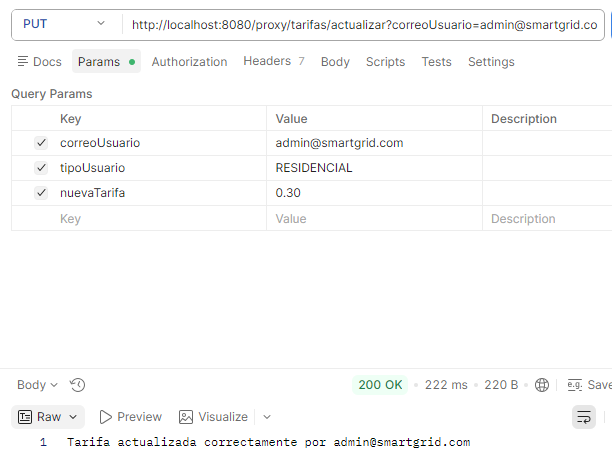 PUT http://localhost:8080/proxy/tarifas/actualizar?correoUsuario=admin@smartgrid.co
Docs Params Authorization Headers 7 Body Scripts Tests Settings
Query Params
Key Value Description
correoUsuario admin@smartgrid.com
tipoUsuario RESIDENCIAL
nuevaTarifa 0.30
Key Value Description
Body 200 OK 222 ms 220 B e.g. Save
Raw Preview Visualize
1 Tarifa actualizada correctamente por admin@smartgrid.com